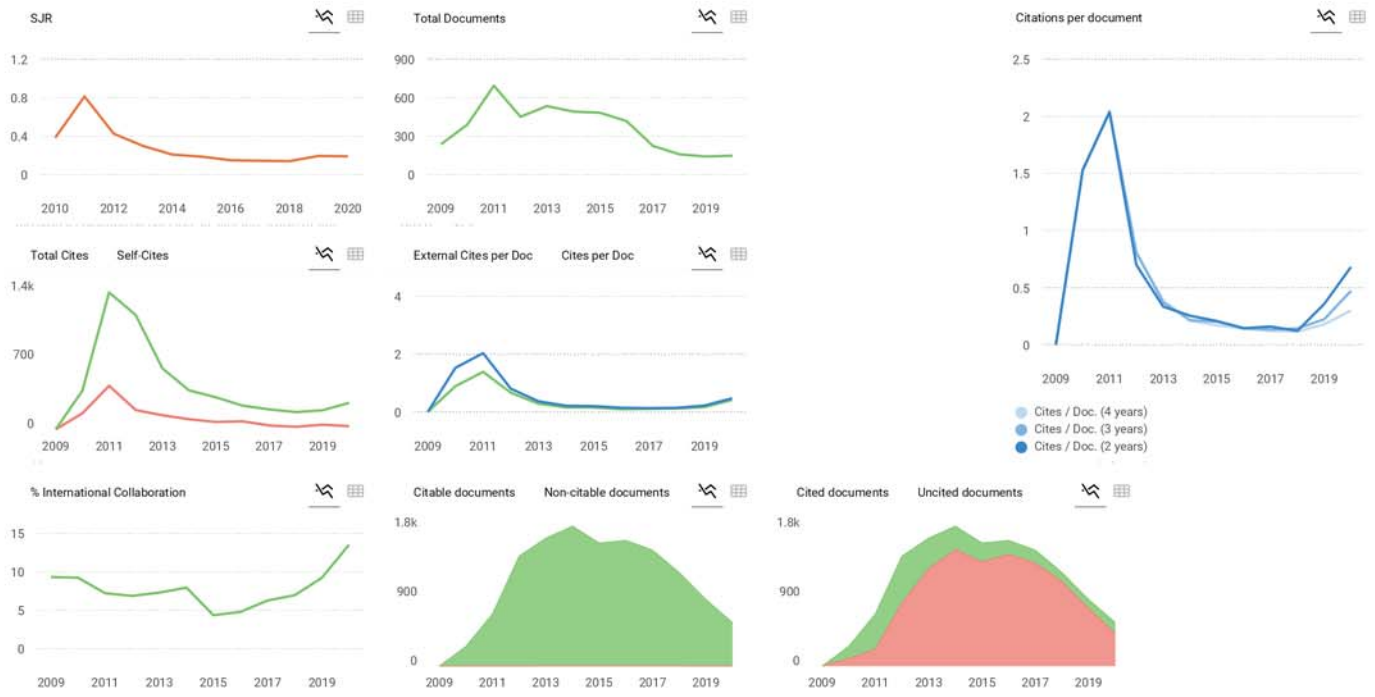 SJR
1.2
0.8
0.4
0
2010 2012 2014 2016 2018 2020
Total Documents
900
600
300
0
2009 2011 2013 2015 2017 2019
Citations per document
2.5
2
1.5
1
0.5
0
2009 2011 2013 2015 2017 2019
Cites / Doc. (4 years)
Cites / Doc. (3 years)
Cites / Doc. (2 years)
Total Cites Self-Cites
1.4k
700
0
2009 2011 2013 2015 2017 2019
External Cites per Doc Cites per Doc
4
2
0
2009 2011 2013 2015 2017 2019
% International Collaboration
15
10
5
0
2009 2011 2013 2015 2017 2019
Citable documents Non-citable documents
1.8k
900
0
2009 2011 2013 2015 2017 2019
Cited documents Uncited documents
1.8k
900
0
2009 2011 2013 2015 2017 2019